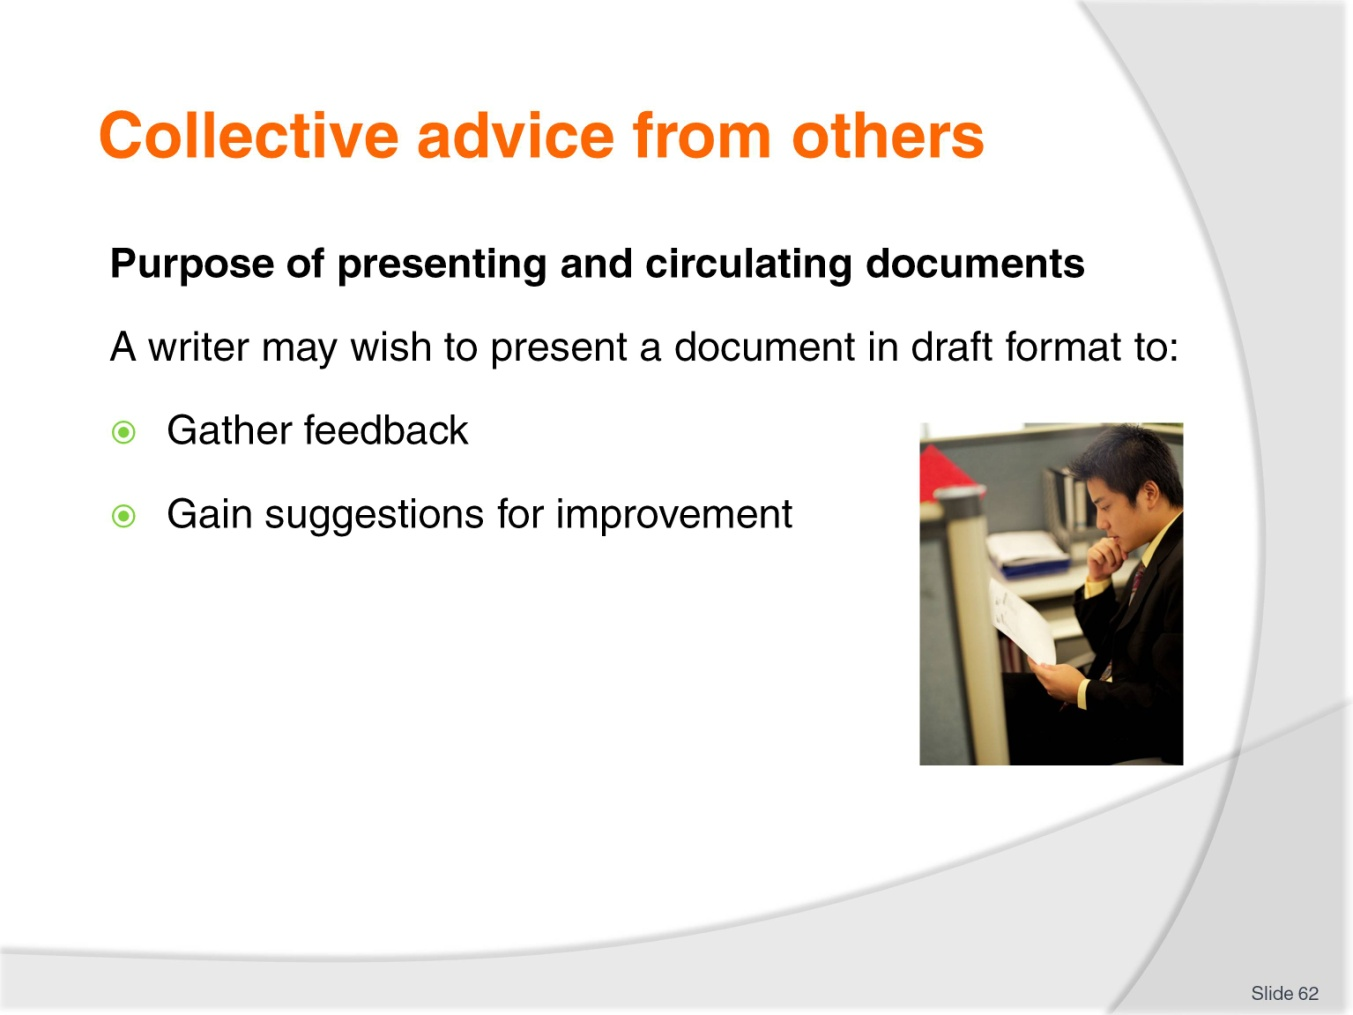 Collective advice from others
Purpose of presenting and circulating documents
A writer may wish to present a document in draft format to:
Gather feedback
Gain suggestions for improvement
Slide 62